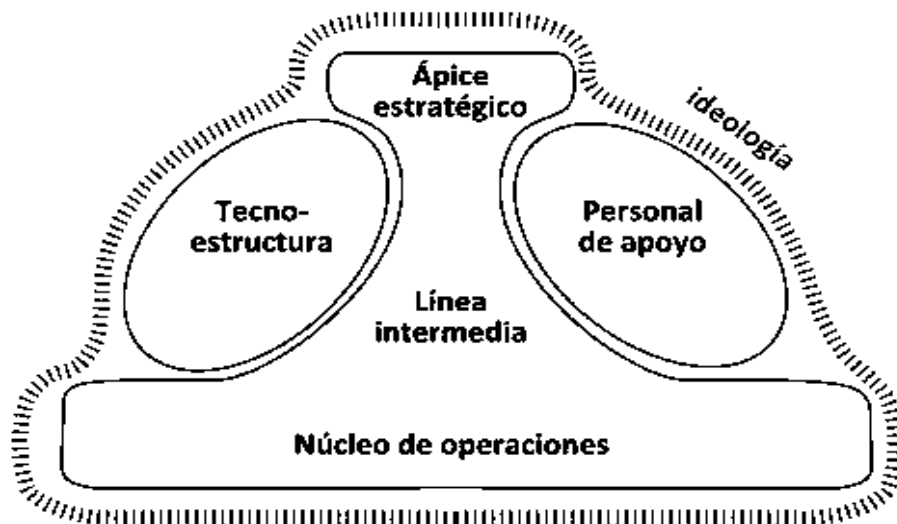 Ápice
estratégico
ideología
Tecno-
estructura
Personal
de apoyo
Línea
intermedia
Núcleo de operaciones